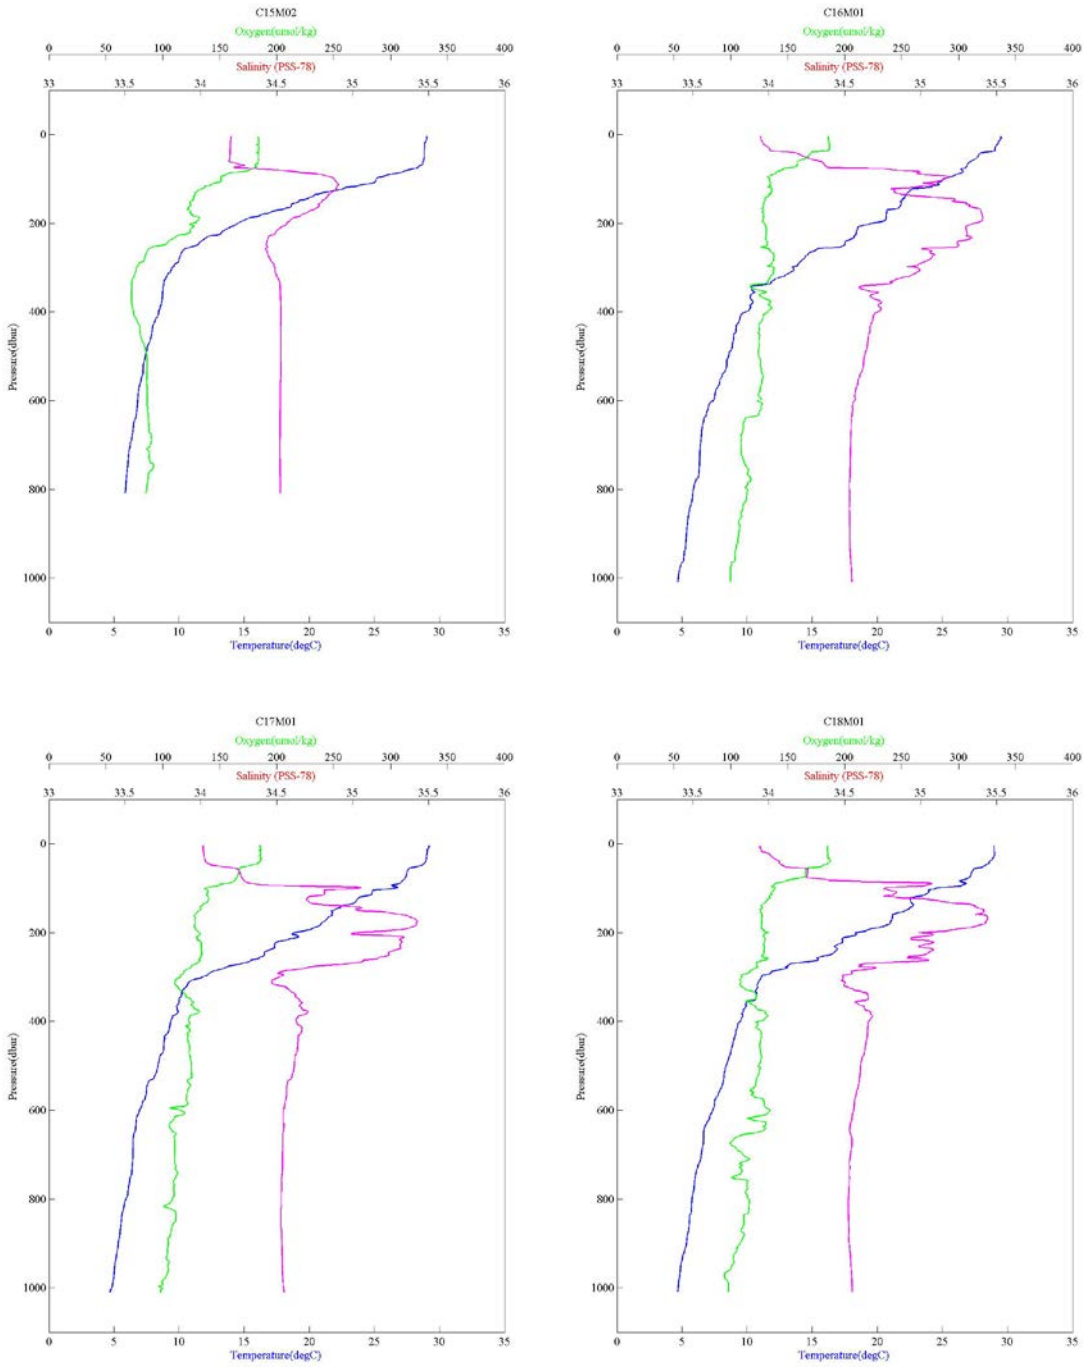 C15M02
Oxygen(umol/kg)
0 50 100 150 200 250 300 350 400
Salinity (PSS-78)
33 33.5 34 34.5 35 35.5 36
0
200
400
600
800
1000
Pressure(dbar)
0 5 10 15 20 25 30 35
Temperature(degC)
C16M01
Oxygen(umol/kg)
0 50 100 150 200 250 300 350 400
Salinity (PSS-78)
33 33.5 34 34.5 35 35.5 36
0
200
400
600
800
1000
Pressure(dbar)
0 5 10 15 20 25 30 35
Temperature(degC)
C17M01
Oxygen(umol/kg)
0 50 100 150 200 250 300 350 400
Salinity (PSS-78)
33 33.5 34 34.5 35 35.5 36
0
200
400
600
800
1000
Pressure(dbar)
0 5 10 15 20 25 30 35
Temperature(degC)
C18M01
Oxygen(umol/kg)
0 50 100 150 200 250 300 350 400
Salinity (PSS-78)
33 33.5 34 34.5 35 35.5 36
0
200
400
600
800
1000
Pressure(dbar)
0 5 10 15 20 25 30 35
Temperature(degC)